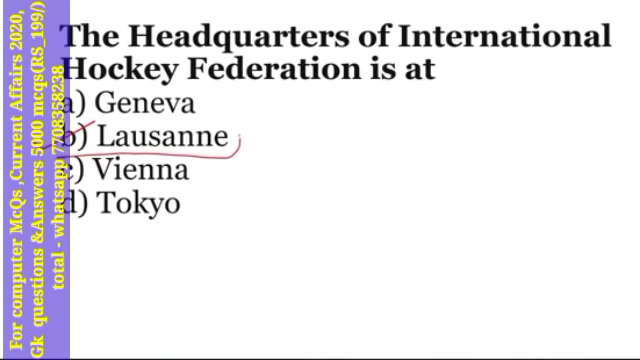 The Headquarters of International
Hockey Federation is at
a) Geneva
b) Lausanne
c) Vienna
d) Tokyo
For computer McQs ,Current Affairs 2020,
Gk questions &Answers 5000 mcqs(RS_199/)
total - whatsapp 7708358238